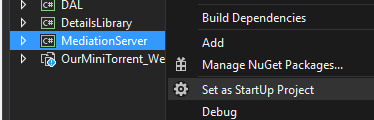 DAL
DetailsLibrary
MediationServer
OurMiniTorrent_We
Build Dependencies
Add
Manage NuGet Packages...
Set as StartUp Project
Debug